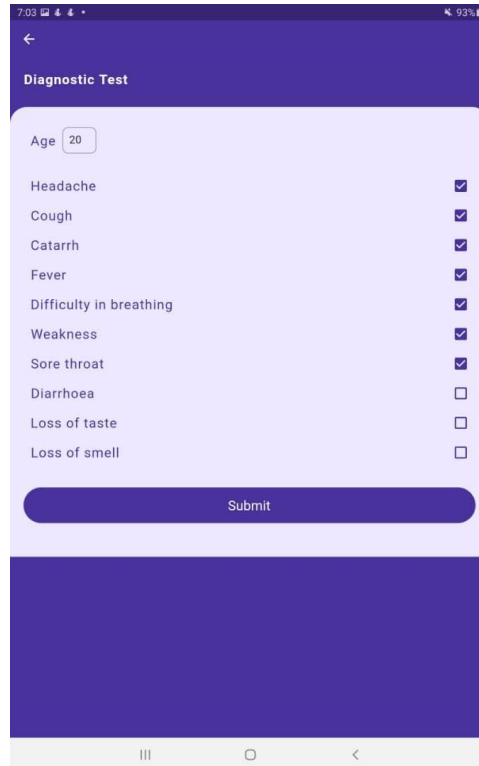 7:03 93%
Diagnostic Test
Age 20
Headache
Cough
Catarrh
Fever
Difficulty in breathing
Weakness
Sore throat
Diarrhoea
Loss of taste
Loss of smell
Submit